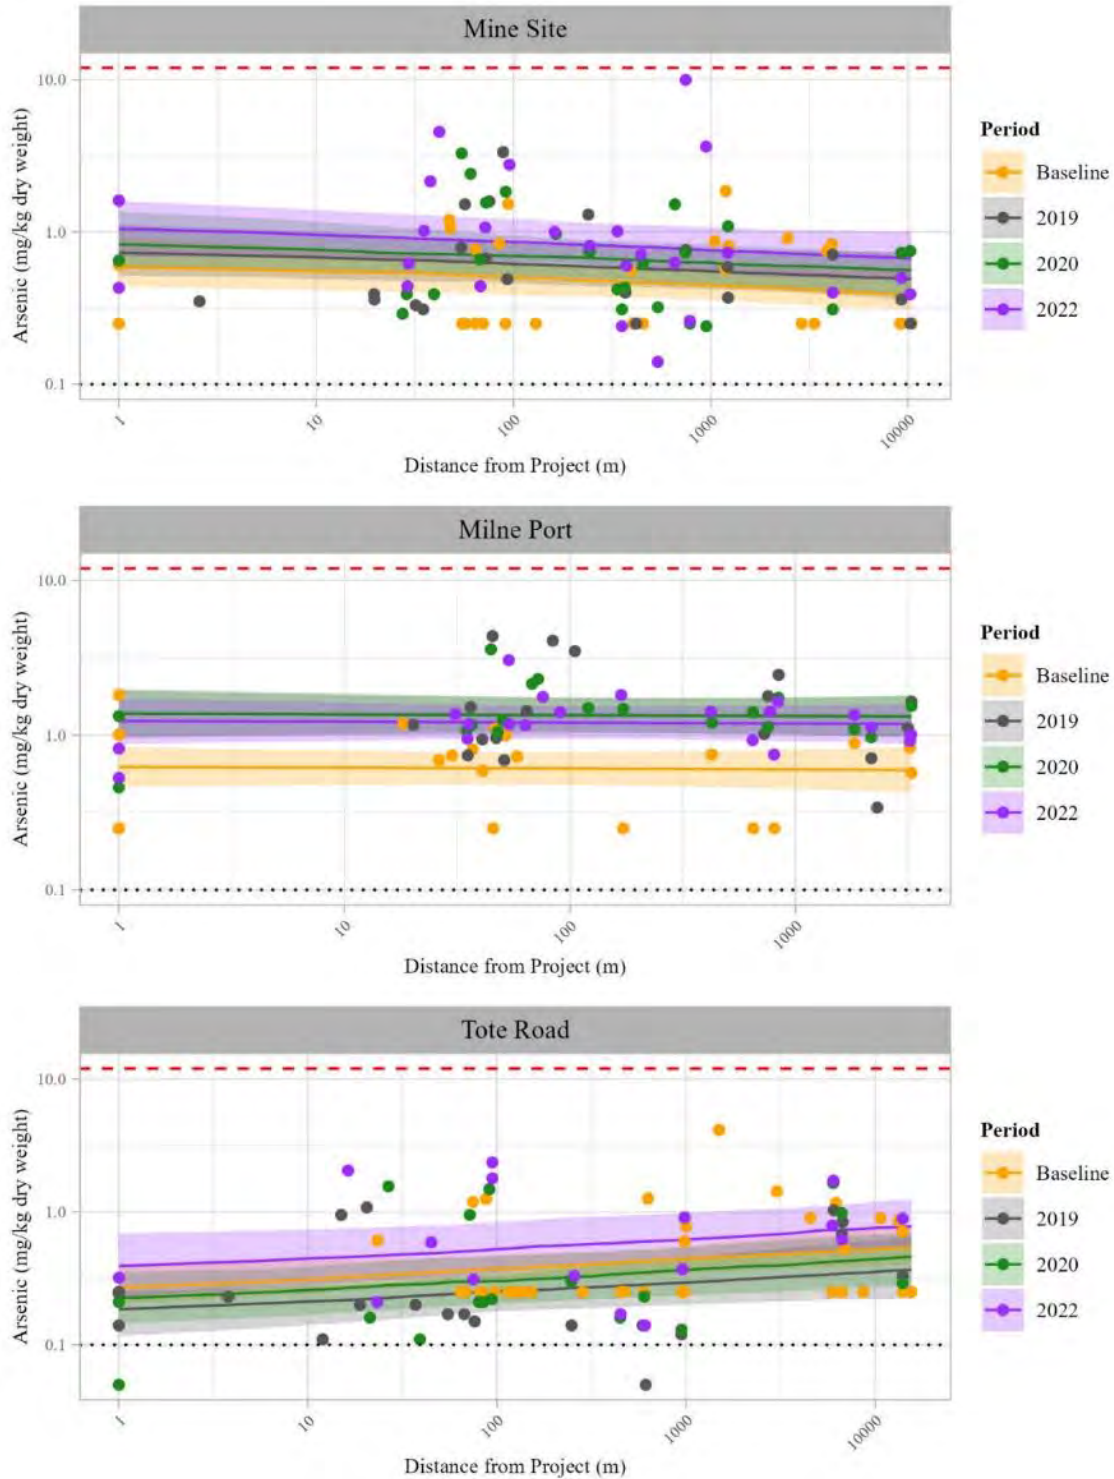 Mine Site
Arsenic (mg/kg dry weight)
10.0
1.0
0.1
1
10
100
1000
10000
Distance from Project (m)
Period
Baseline
2019
2020
2022
Milne Port
Arsenic (mg/kg dry weight)
10.0
1.0
0.1
1
10
100
1000
Distance from Project (m)
Period
Baseline
2019
2020
2022
Tote Road
Arsenic (mg/kg dry weight)
10.0
1.0
0.1
1
10
100
1000
10000
Distance from Project (m)
Period
Baseline
2019
2020
2022